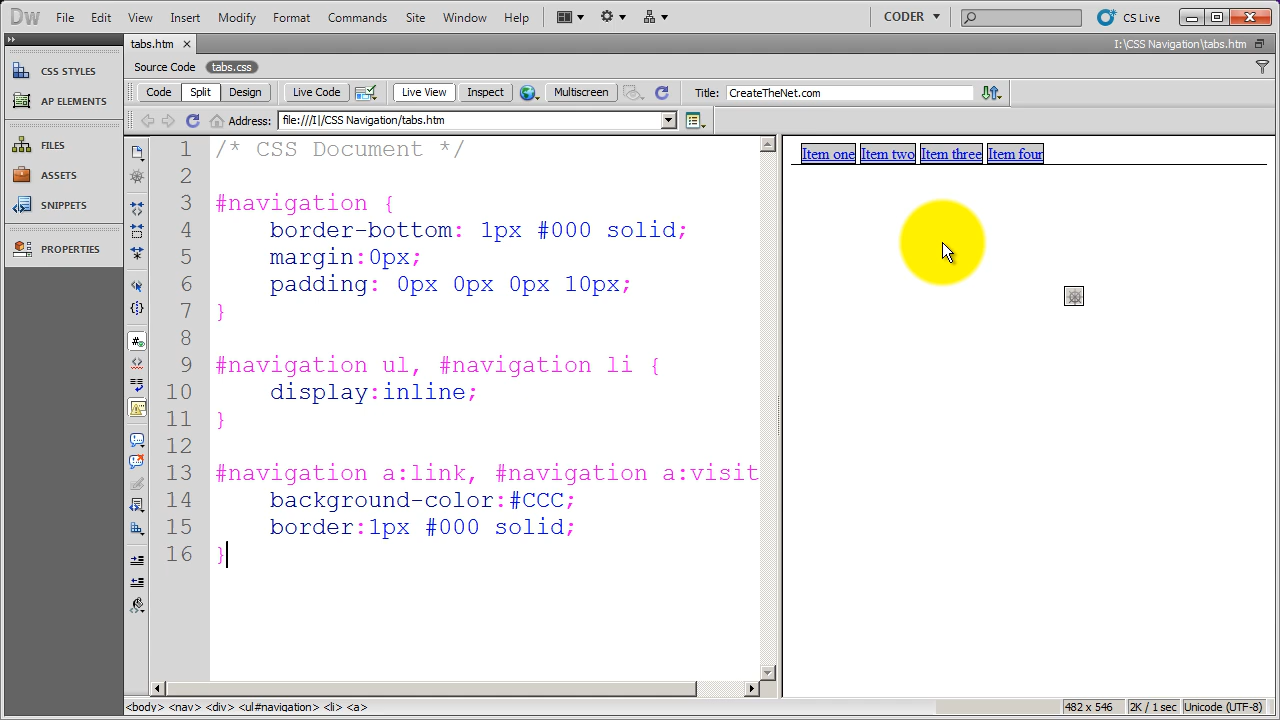 Dw File Edit View Insert Modify Format Commands Site Window Help CODER CS Live
tabs.htm × I:\CSS Navigation\tabs.htm
Source Code tabs.css
Code Split Design Live Code Live View Inspect Multiscreen Title: CreateTheNet.com
Address: file:///I|/CSS Navigation/tabs.htm
CSS STYLES
AP ELEMENTS
FILES
ASSETS
SNIPPETS
PROPERTIES
1 /* CSS Document */
2
3 #navigation {
4 border-bottom: 1px #000 solid;
5 margin:0px;
6 padding: 0px 0px 0px 10px;
7 }
8
9 #navigation ul, #navigation li {
10 display:inline;
11 }
12
13 #navigation a:link, #navigation a:visit
14 background-color:#CCC;
15 border:1px #000 solid;
16 }
Item one Item two Item three Item four
<body> <nav> <div> <ul#navigation> <li> <a> 482 x 546 2K / 1 sec Unicode (UTF-8)